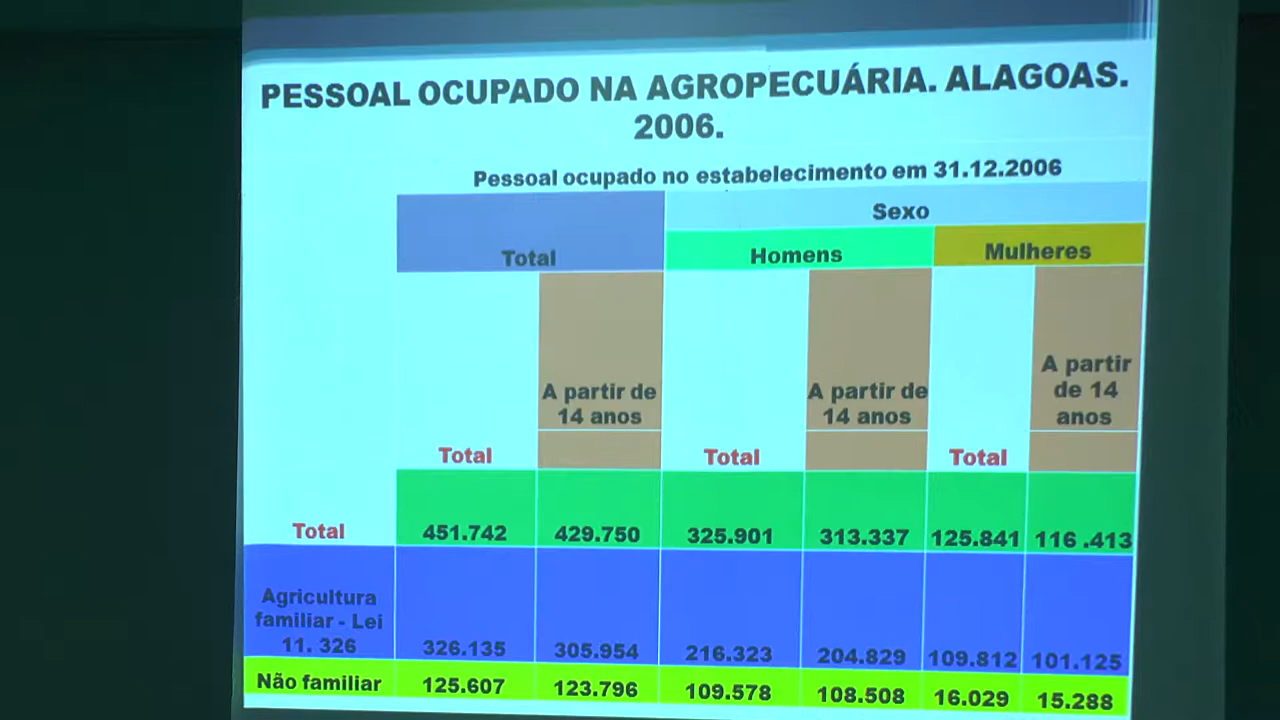 PESSOAL OCUPADO NA AGROPECUÁRIA. ALAGOAS.
2006.
Pessoal ocupado no estabelecimento em 31.12.2006
Sexo
Total Homens Mulheres
A partir de 14 anos A partir de 14 anos A partir de 14 anos
Total Total Total
Total 451.742 429.750 325.901 313.337 125.841 116 .413
Agricultura
familiar - Lei
11. 326 326.135 305.954 216.323 204.829 109.812 101.125
Não familiar 125.607 123.796 109.578 108.508 16.029 15.288